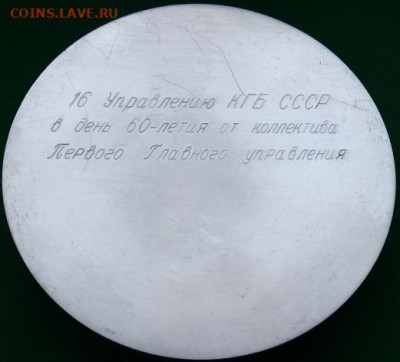 COINS.LAVE.RU
16 Управлению КГБ СССР
в день 60-летия от коллектива
Первого Главного управления